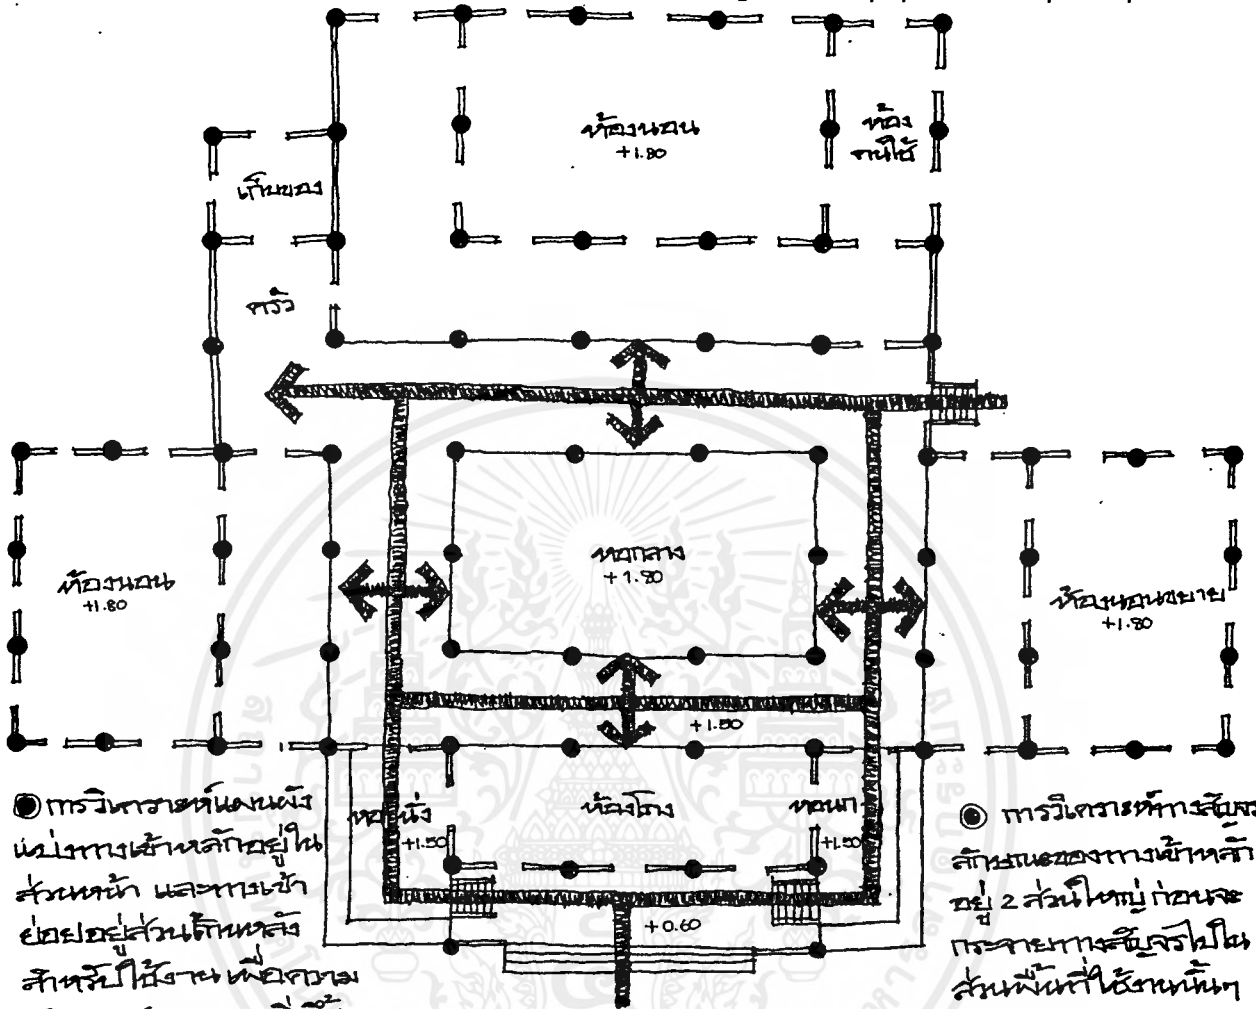 ห้องนอน
+1.80
ห้อง
คนใช้
เก็บของ
ครัว
หอกลาง
+1.80
ห้องนอน
+1.80
ห้องนอนขยาย
+1.80
+1.50
หอนั่ง
+1.50
ห้องโถง
หอนก
+1.50
+0.60
การวิเคราะห์แผนผัง
แบ่งทางเข้าหลักอยู่ใน
ส่วนหน้า และทางเข้า
ย่อยอยู่ส่วนด้านหลัง
สำหรับใช้งาน เพื่อความ
การวิเคราะห์ทางสัญจร
ลักษณะของทางเข้าหลัก
อยู่ 2 ส่วนใหญ่ ก่อนจะ
กระจายทางสัญจรไปใน
ส่วนพื้นที่ใช้งานนั้นๆ